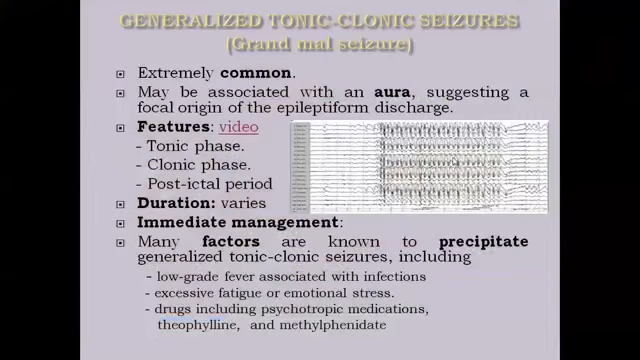 GENERALIZED TONIC-CLONIC SEIZURES
(Grand mal seizure)
Extremely common.
May be associated with an aura, suggesting a
focal origin of the epileptiform discharge.
Features: video
- Tonic phase.
- Clonic phase.
- Post-ictal period
Duration: varies
Immediate management:
Many factors are known to precipitate
generalized tonic-clonic seizures, including
- low-grade fever associated with infections
- excessive fatigue or emotional stress.
- drugs including psychotropic medications,
theophylline, and methylphenidate